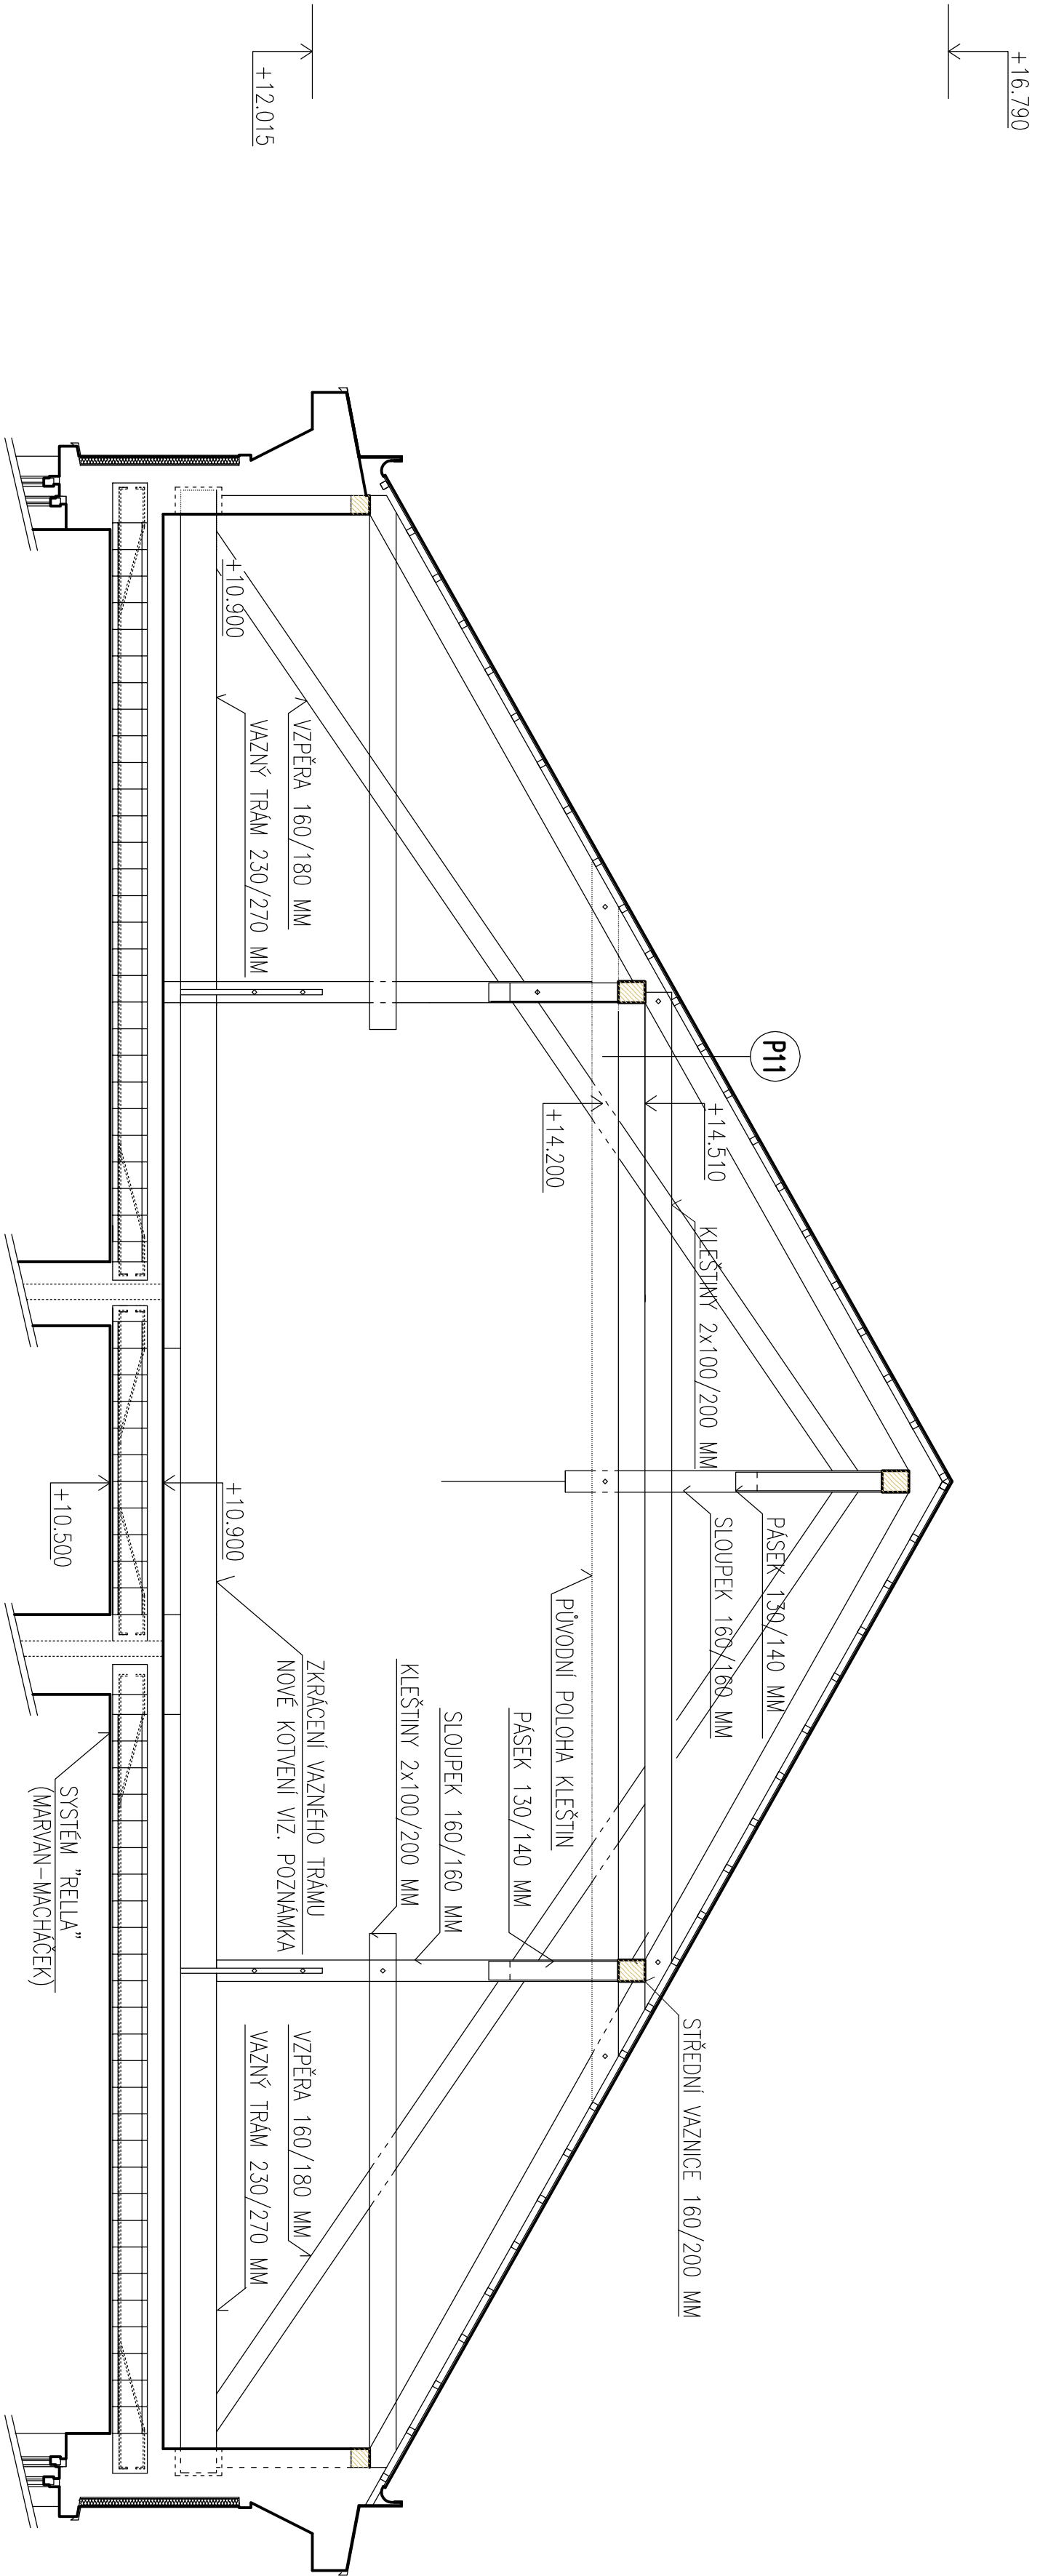 +16.790
+12.015
+10.900
VAZNÝ TRÁM 230/270 MM
VZPĚRA 160/180 MM
P11
+14.510
+14.200
KLEŠTINY 2x100/200 MM
PÁSEK 130/140 MM
SLOUPEK 160/160 MM
PŮVODNÍ POLOHA KLEŠTIN
+10.900
+10.500
STŘEDNÍ VAZNICE 160/200 MM
PÁSEK 130/140 MM
SLOUPEK 160/160 MM
KLEŠTINY 2x100/200 MM
ZKRÁCENÍ VAZNÉHO TRÁMU
NOVÉ KOTVENÍ VIZ. POZNÁMKA
VZPĚRA 160/180 MM
VAZNÝ TRÁM 230/270 MM
SYSTÉM "RELLA"
(MARVAN-MACHÁČEK)